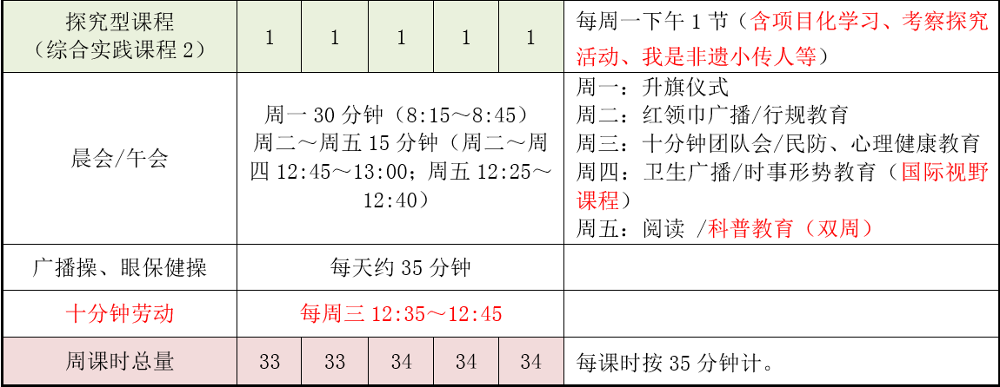 探究型课程
（综合实践课程 2）
1 1 1 1 1
每周一下午 1 节（含项目化学习、考察探究
活动、我是非遗小传人等）
晨会/午会
周一 30 分钟（8:15～8:45）
周二～周五 15 分钟（周二～周
四 12:45～13:00；周五 12:25～
12:40）
周一：升旗仪式
周二：红领巾广播/行规教育
周三：十分钟团队会/民防、心理健康教育
周四：卫生广播/时事形势教育（国际视野
课程）
周五：阅读 /科普教育（双周）
广播操、眼保健操
每天约 35 分钟
十分钟劳动
每周三 12:35～12:45
周课时总量
33 33 34 34 34
每课时按 35 分钟计。